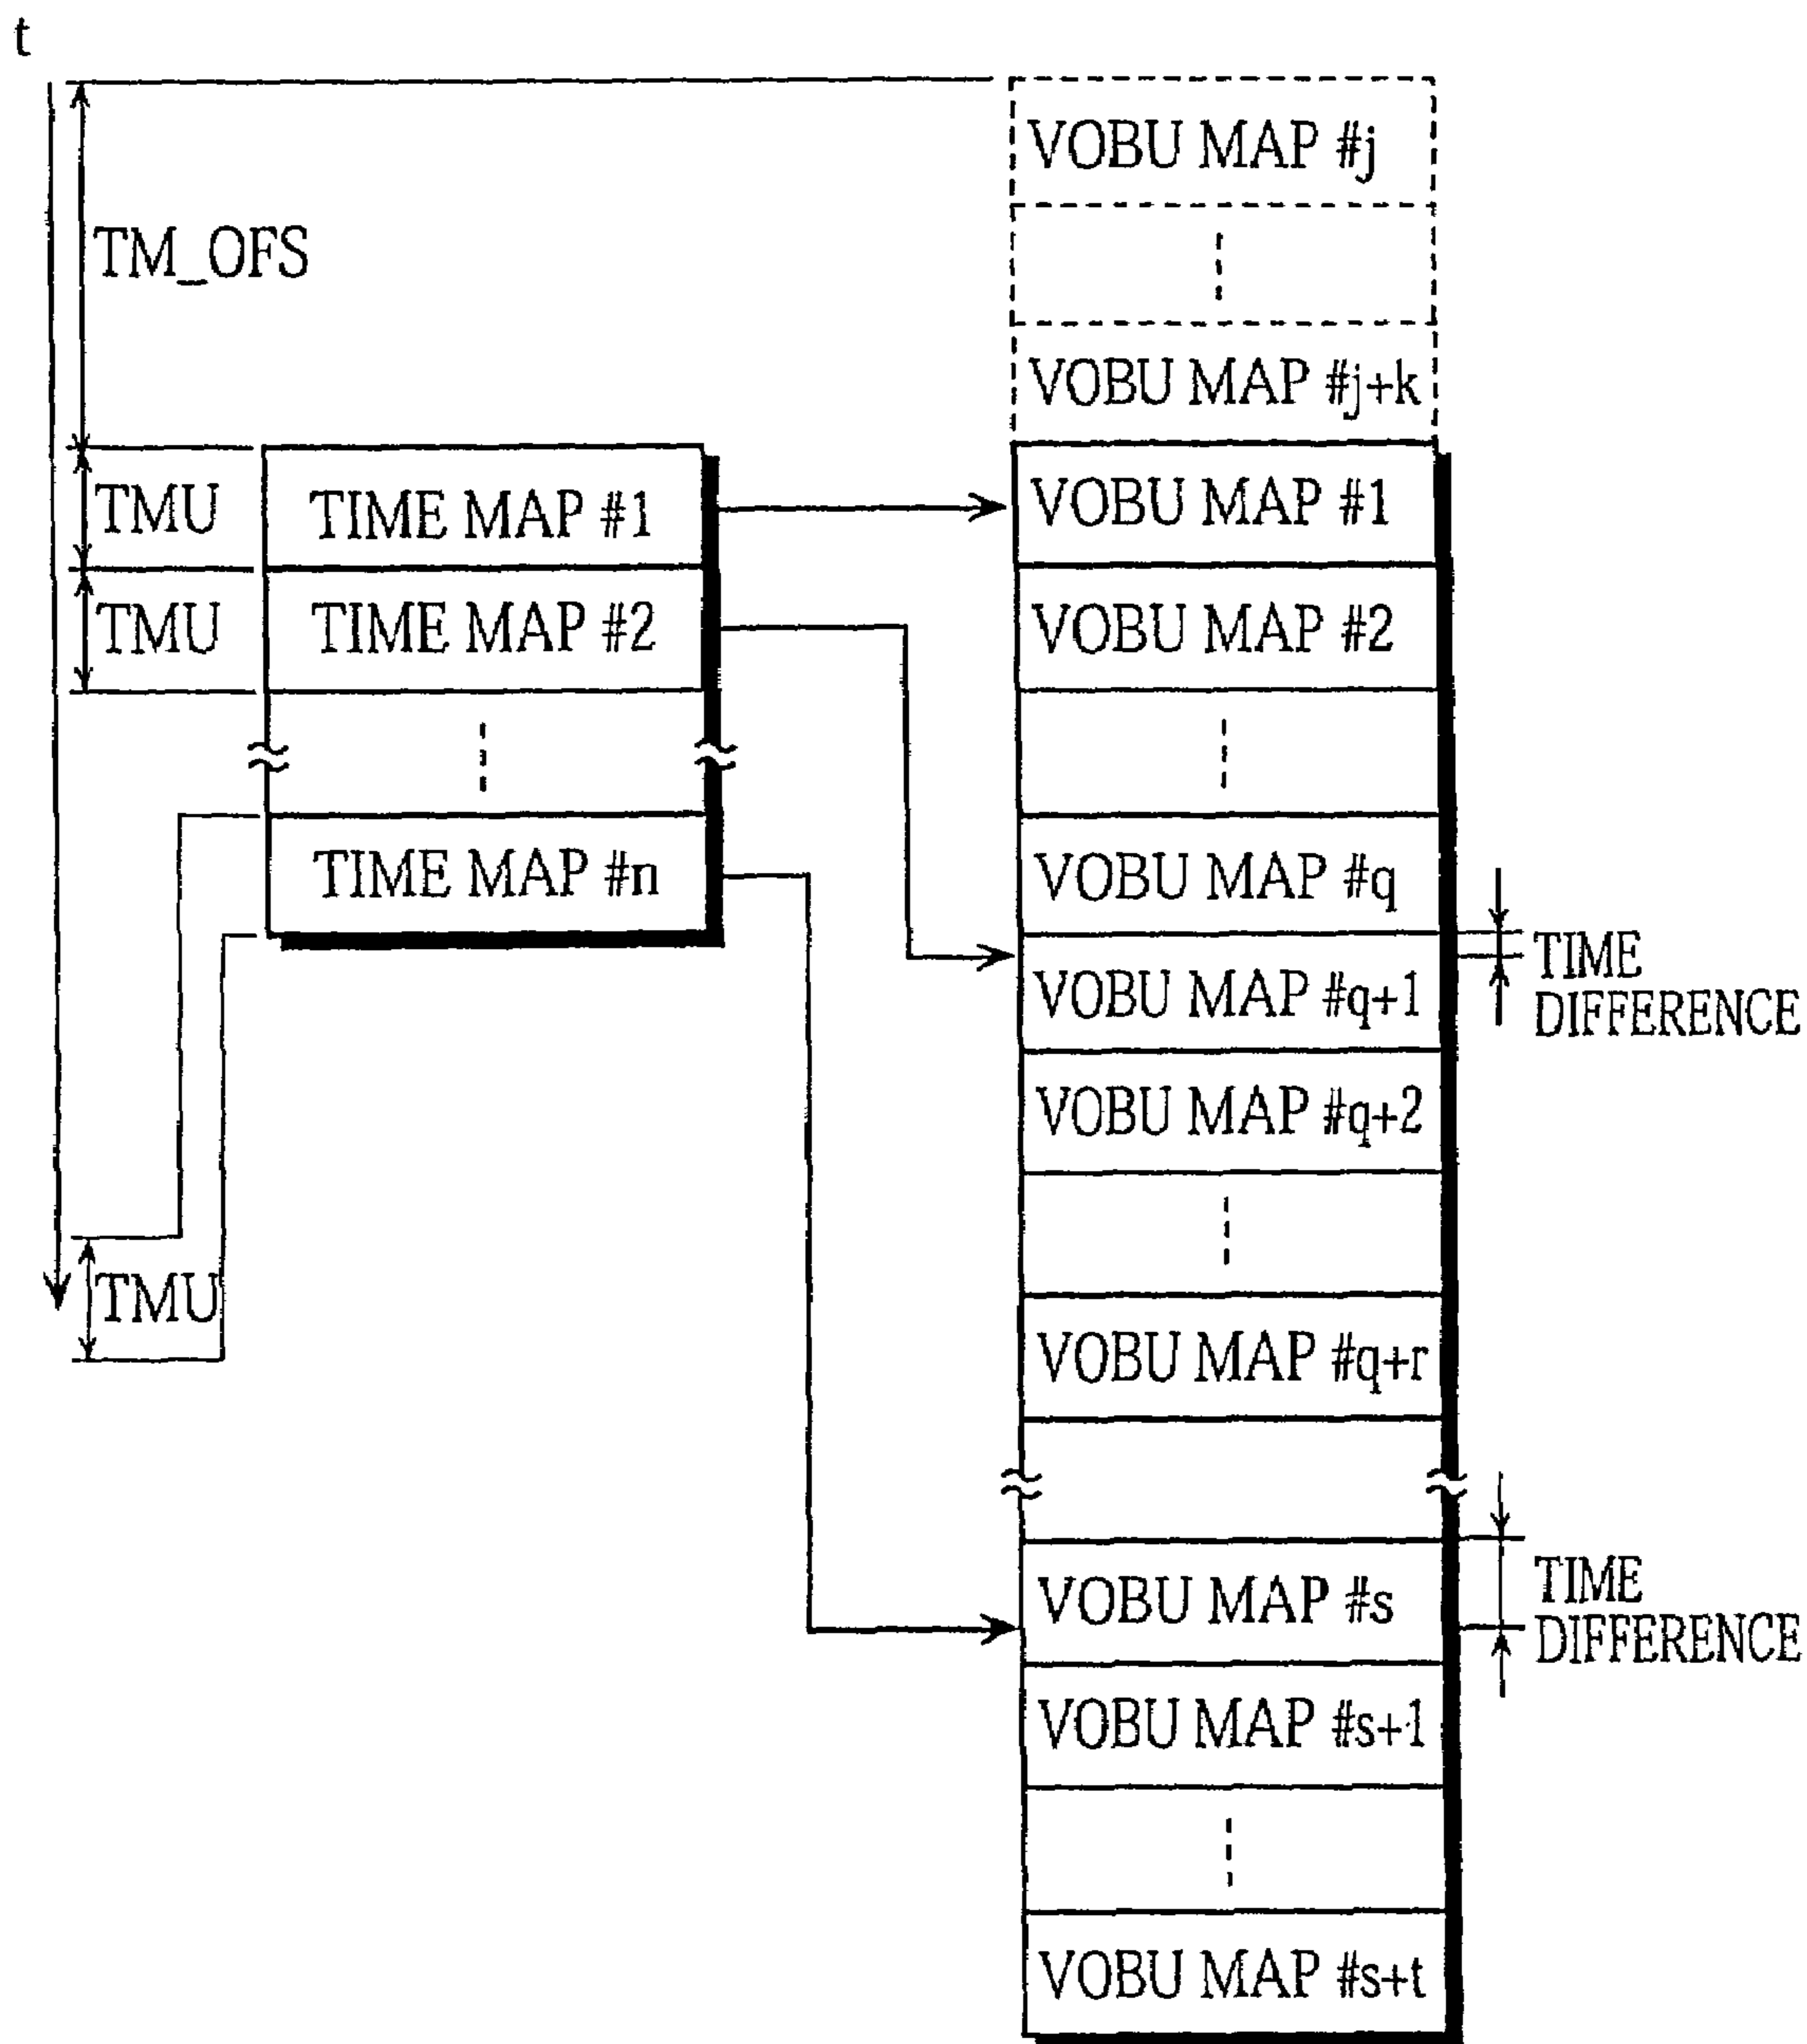 t
TM_OFS
VOBU MAP #j
VOBU MAP #j+k
TMU
TIME MAP #1
VOBU MAP #1
TMU
TIME MAP #2
VOBU MAP #2
TIME MAP #n
VOBU MAP #q
TIME
DIFFERENCE
VOBU MAP #q+1
VOBU MAP #q+2
TMU
VOBU MAP #q+r
VOBU MAP #s
TIME
DIFFERENCE
VOBU MAP #s+1
VOBU MAP #s+t